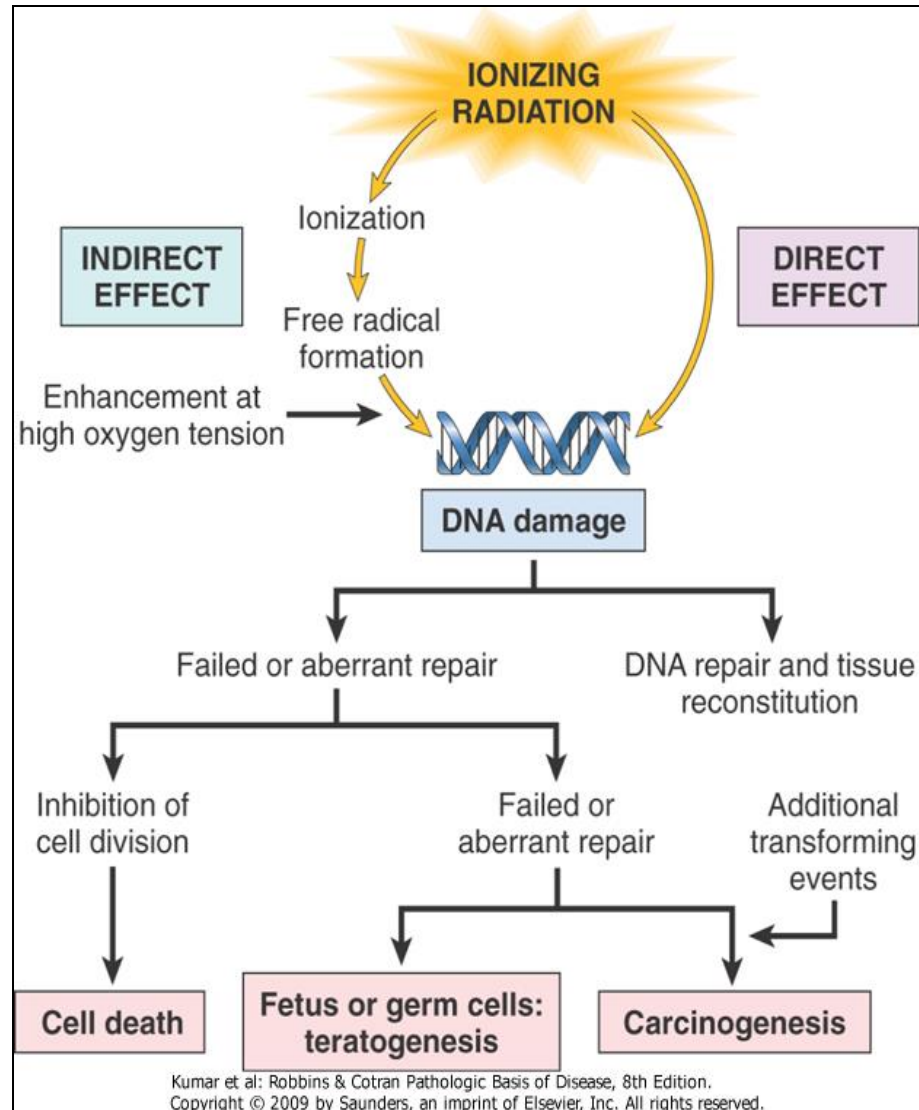 IONIZING
RADIATION
Ionization
INDIRECT
EFFECT
DIRECT
EFFECT
Free radical
formation
Enhancement at
high oxygen tension
DNA damage
Failed or aberrant repair
DNA repair and tissue
reconstitution
Inhibition of
cell division
Failed or
aberrant repair
Additional
transforming
events
Cell death
Fetus or germ cells:
teratogenesis
Carcinogenesis
Kumar et al: Robbins & Cotran Pathologic Basis of Disease, 8th Edition.
Copyright © 2009 by Saunders, an imprint of Elsevier, Inc. All rights reserved.